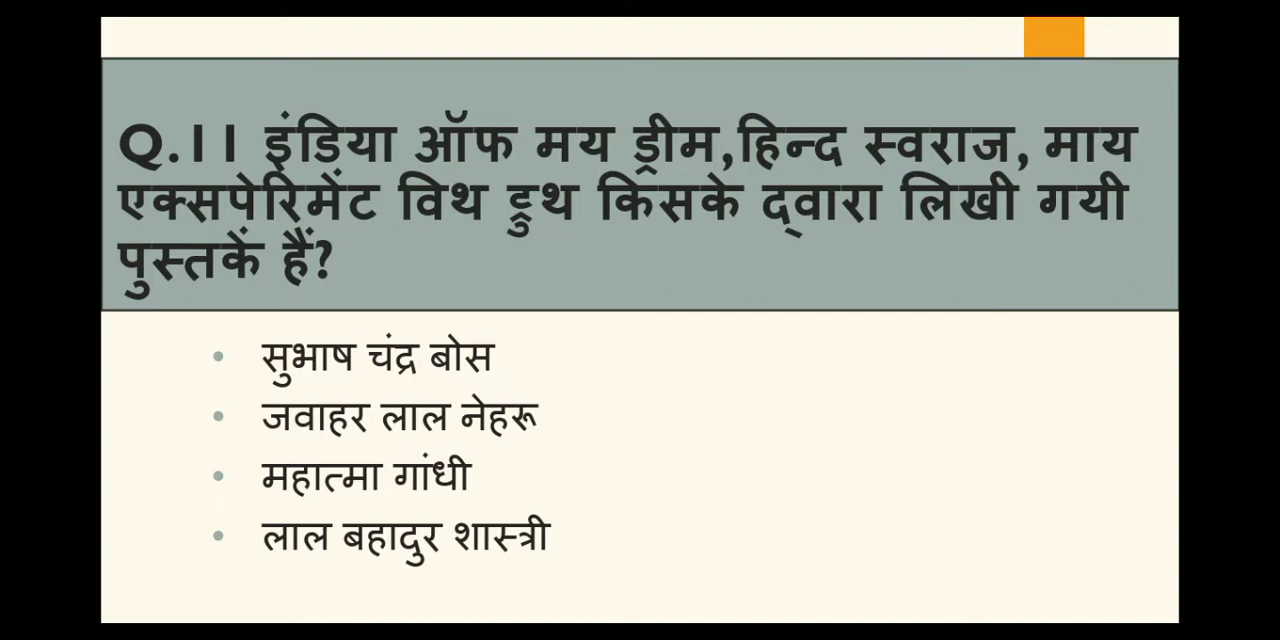 Q.11 इंडिया ऑफ मय ड्रीम,हिन्द स्वराज, माय
एक्सपेरिमेंट विथ ट्रुथ किसके द्वारा लिखी गयी
पुस्तकें हैं?
• सुभाष चंद्र बोस
• जवाहर लाल नेहरू
• महात्मा गांधी
• लाल बहादुर शास्त्री